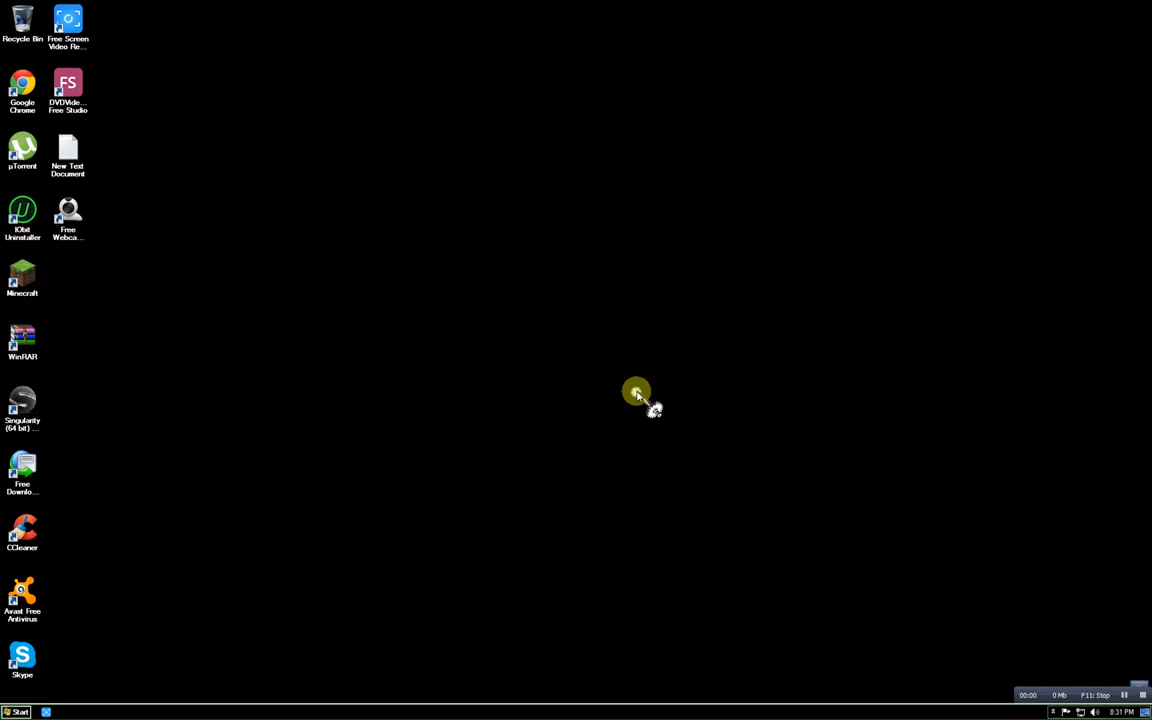 Recycle Bin
Free Screen
Video Re...
Google
Chrome
FS
DVDVide...
Free Studio
µTorrent
New Text
Document
IObit
Uninstaller
Free
Webca...
Minecraft
WinRAR
Singularity
(64 bit) ...
Free
Downlo...
CCleaner
Avast Free
Antivirus
Skype
00:00 0 Mb F11: Stop
Start 8:31 PM